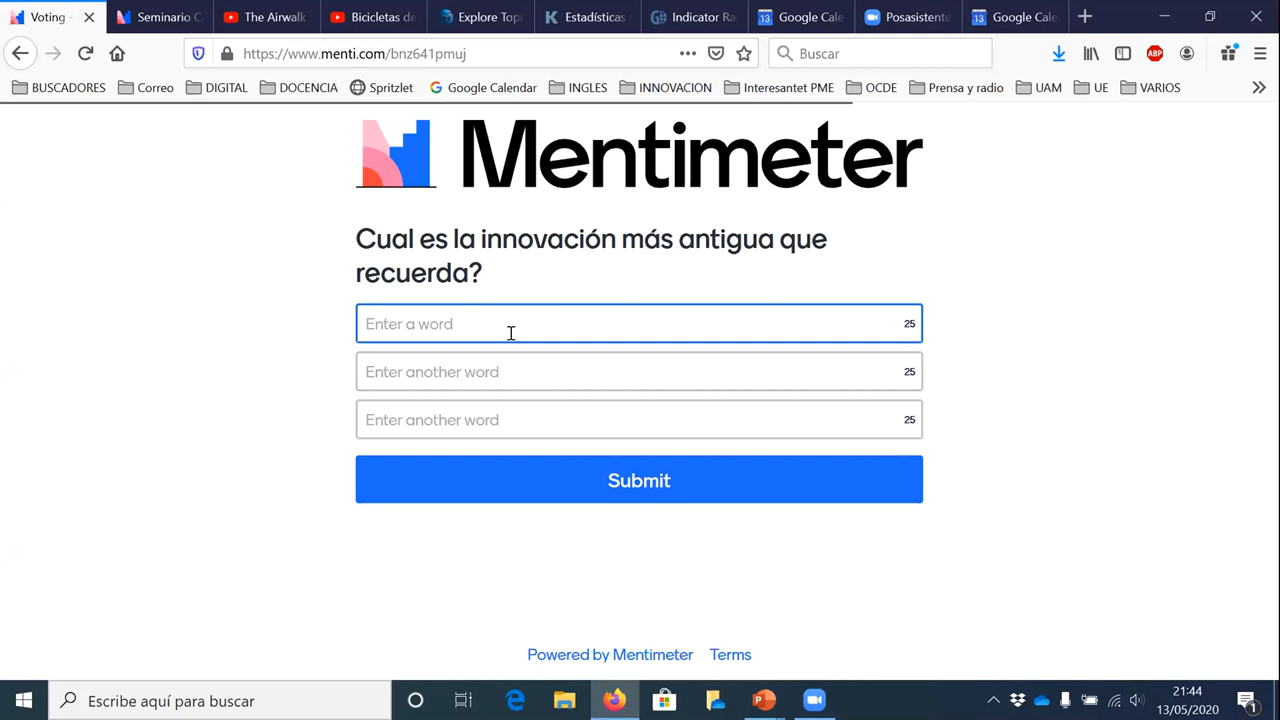 Voting -
Seminario C
The Airwalk
Bicicletas de
Explore Topi
Estadísticas
Indicator Ra
Google Cale
Posasistente
Google Cale
https://www.menti.com/bnz641pmuj
Buscar
ABP
BUSCADORES
Correo
DIGITAL
DOCENCIA
Spritzlet
Google Calendar
INGLES
INNOVACION
Interesantet PME
OCDE
Prensa y radio
UAM
UE
VARIOS
Mentimeter
Cual es la innovación más antigua que
recuerda?
Enter a word 25
Enter another word 25
Enter another word 25
Submit
Powered by Mentimeter Terms
Escribe aquí para buscar
21:44
13/05/2020
1